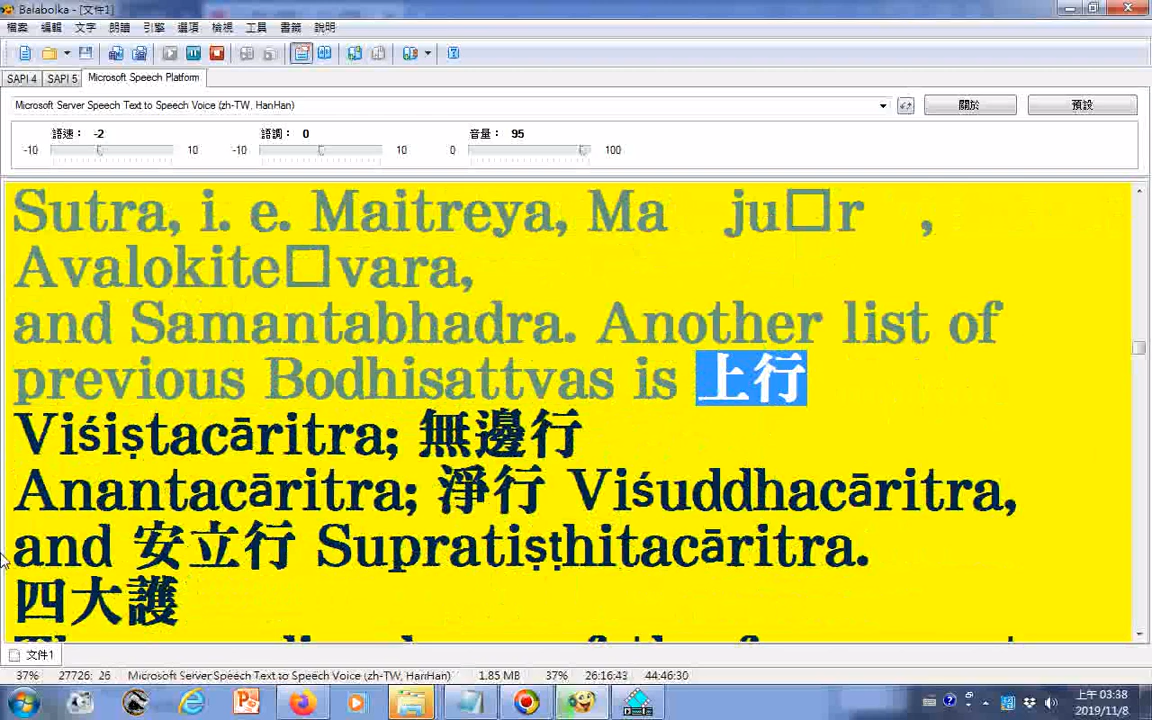 Balabolka - [文件1]
檔案 編輯 文字 朗讀 引擎 選項 檢視 工具 書籤 說明
SAPI 4 SAPI 5 Microsoft Speech Platform
Microsoft Server Speech Text to Speech Voice (zh-TW, HanHan) 關於 預設
語速： -2 語調： 0 音量： 95
-10 10 -10 10 0 100
Sutra, i. e. Maitreya, Ma ju□r ,
Avalokite□vara,
and Samantabhadra. Another list of
previous Bodhisattvas is 上行
Viśiṣtacāritra; 無邊行
Anantacāritra; 淨行 Viśuddhacāritra,
and 安立行 Supratiṣṭhitacāritra.
四大護
文件1
37% 27726: 26 Microsoft Server Speech Text to Speech Voice (zh-TW, HanHan) 1.85 MB 37% 26:16:43 44:46:30
上午 03:38
2019/11/8